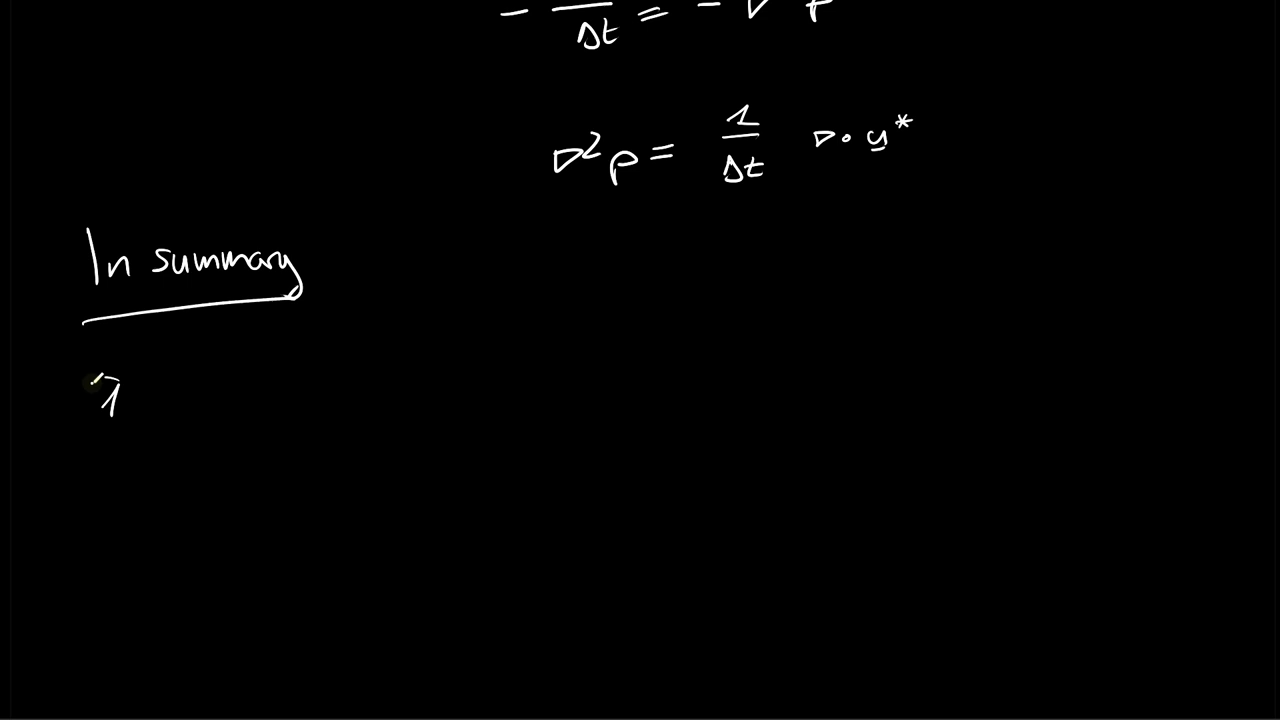 − ── = − ∇ p
Δt
∇²p = 1/Δt ∇·u*
In summary
1